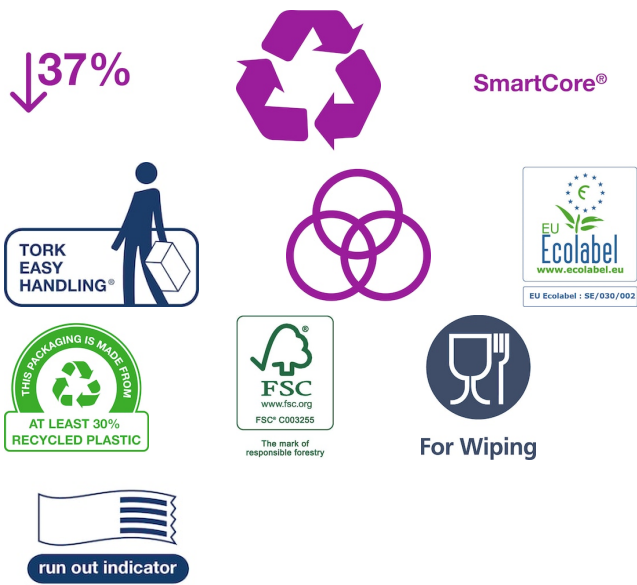 37%
SmartCore®
TORK
EASY
HANDLING®
EU
Ecolabel
www.ecolabel.eu
EU Ecolabel : SE/030/002
THIS PACKAGING IS MADE FROM
AT LEAST 30%
RECYCLED PLASTIC
®
FSC
www.fsc.org
FSC® C003255
The mark of
responsible forestry
For Wiping
run out indicator